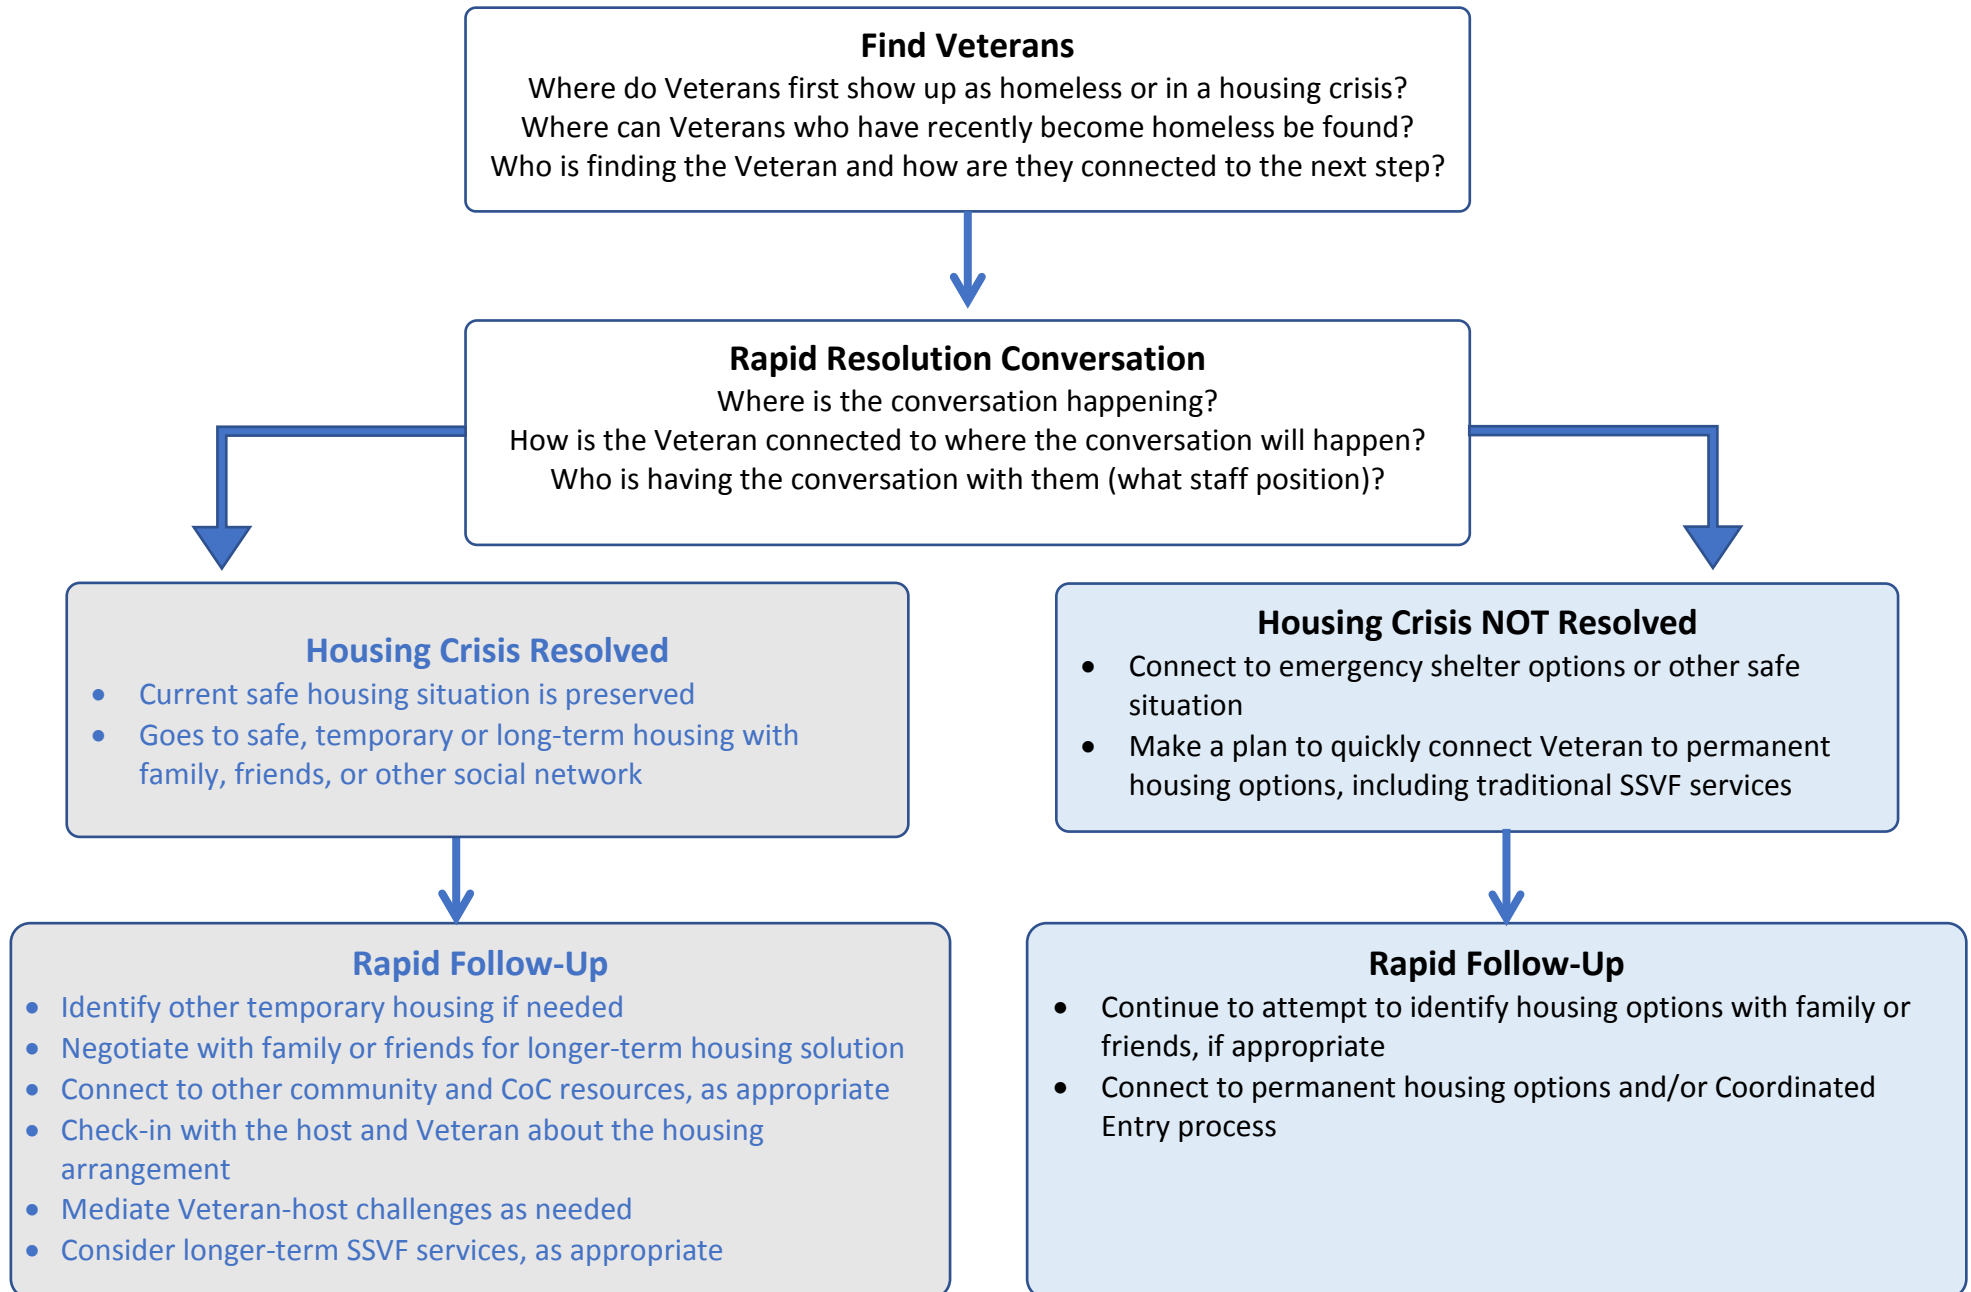 Find Veterans
Where do Veterans first show up as homeless or in a housing crisis?
Where can Veterans who have recently become homeless be found?
Who is finding the Veteran and how are they connected to the next step?
Rapid Resolution Conversation
Where is the conversation happening?
How is the Veteran connected to where the conversation will happen?
Who is having the conversation with them (what staff position)?
Housing Crisis Resolved
• Current safe housing situation is preserved
• Goes to safe, temporary or long-term housing with
family, friends, or other social network
Housing Crisis NOT Resolved
• Connect to emergency shelter options or other safe
situation
• Make a plan to quickly connect Veteran to permanent
housing options, including traditional SSVF services
Rapid Follow-Up
• Identify other temporary housing if needed
• Negotiate with family or friends for longer-term housing solution
• Connect to other community and CoC resources, as appropriate
• Check-in with the host and Veteran about the housing
arrangement
• Mediate Veteran-host challenges as needed
• Consider longer-term SSVF services, as appropriate
Rapid Follow-Up
• Continue to attempt to identify housing options with family or
friends, if appropriate
• Connect to permanent housing options and/or Coordinated
Entry process